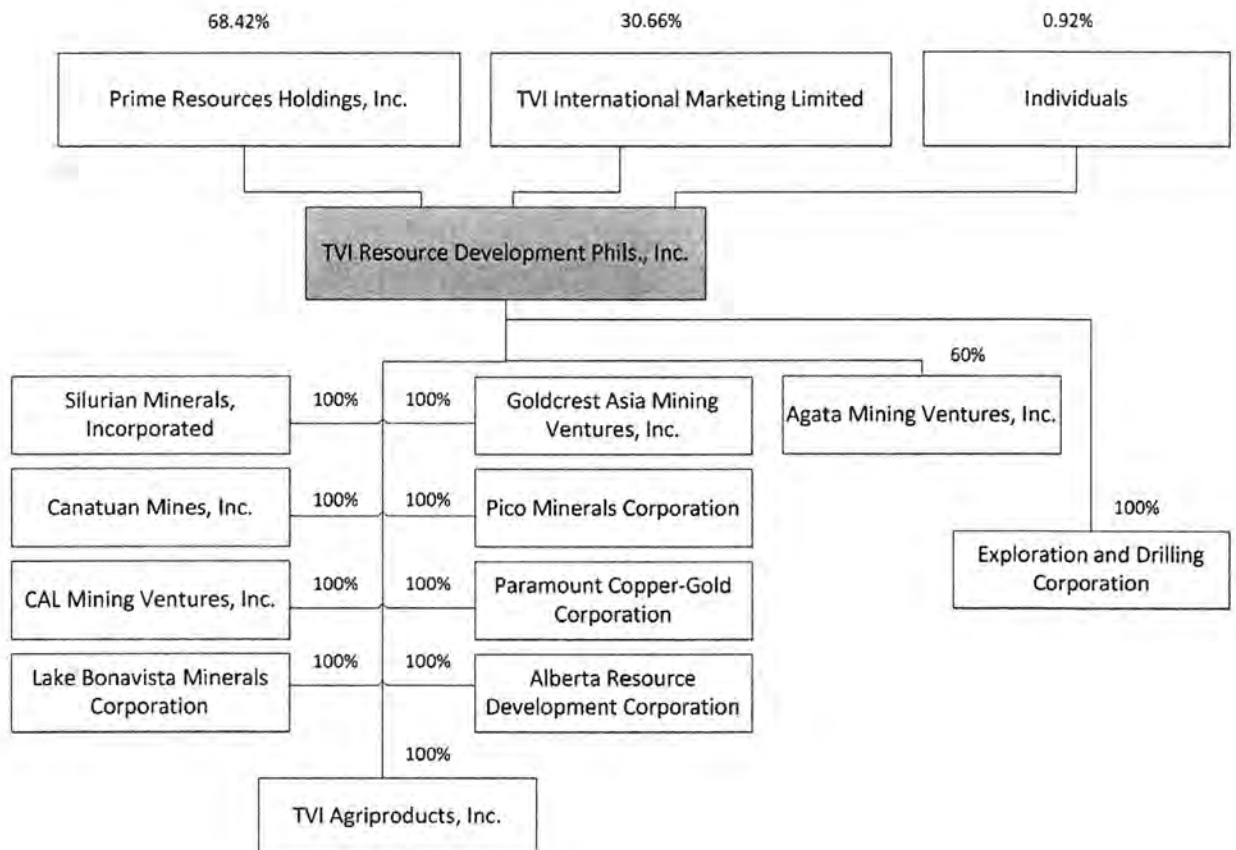 68.42%
30.66%
0.92%
Prime Resources Holdings, Inc.
TVI International Marketing Limited
Individuals
TVI Resource Development Phils., Inc.
60%
Silurian Minerals,
Incorporated
100%
100%
Goldcrest Asia Mining
Ventures, Inc.
Agata Mining Ventures, Inc.
Canatuan Mines, Inc.
100%
100%
Pico Minerals Corporation
100%
Exploration and Drilling
Corporation
CAL Mining Ventures, Inc.
100%
100%
Paramount Copper-Gold
Corporation
Lake Bonavista Minerals
Corporation
100%
100%
Alberta Resource
Development Corporation
100%
TVI Agriproducts, Inc.